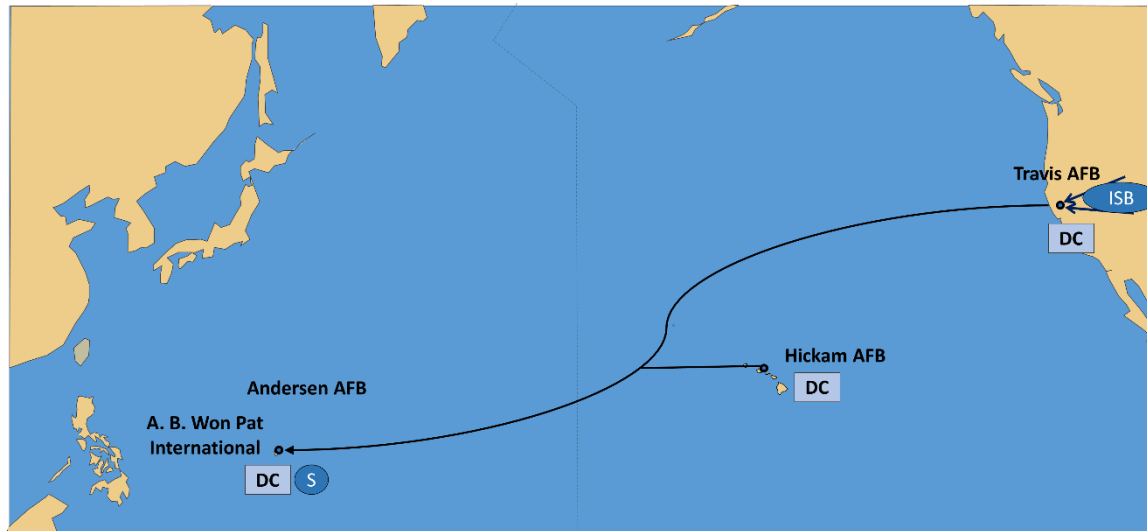 Travis AFB
ISB
DC
Hickam AFB
DC
Andersen AFB
A. B. Won Pat
International
DC
S